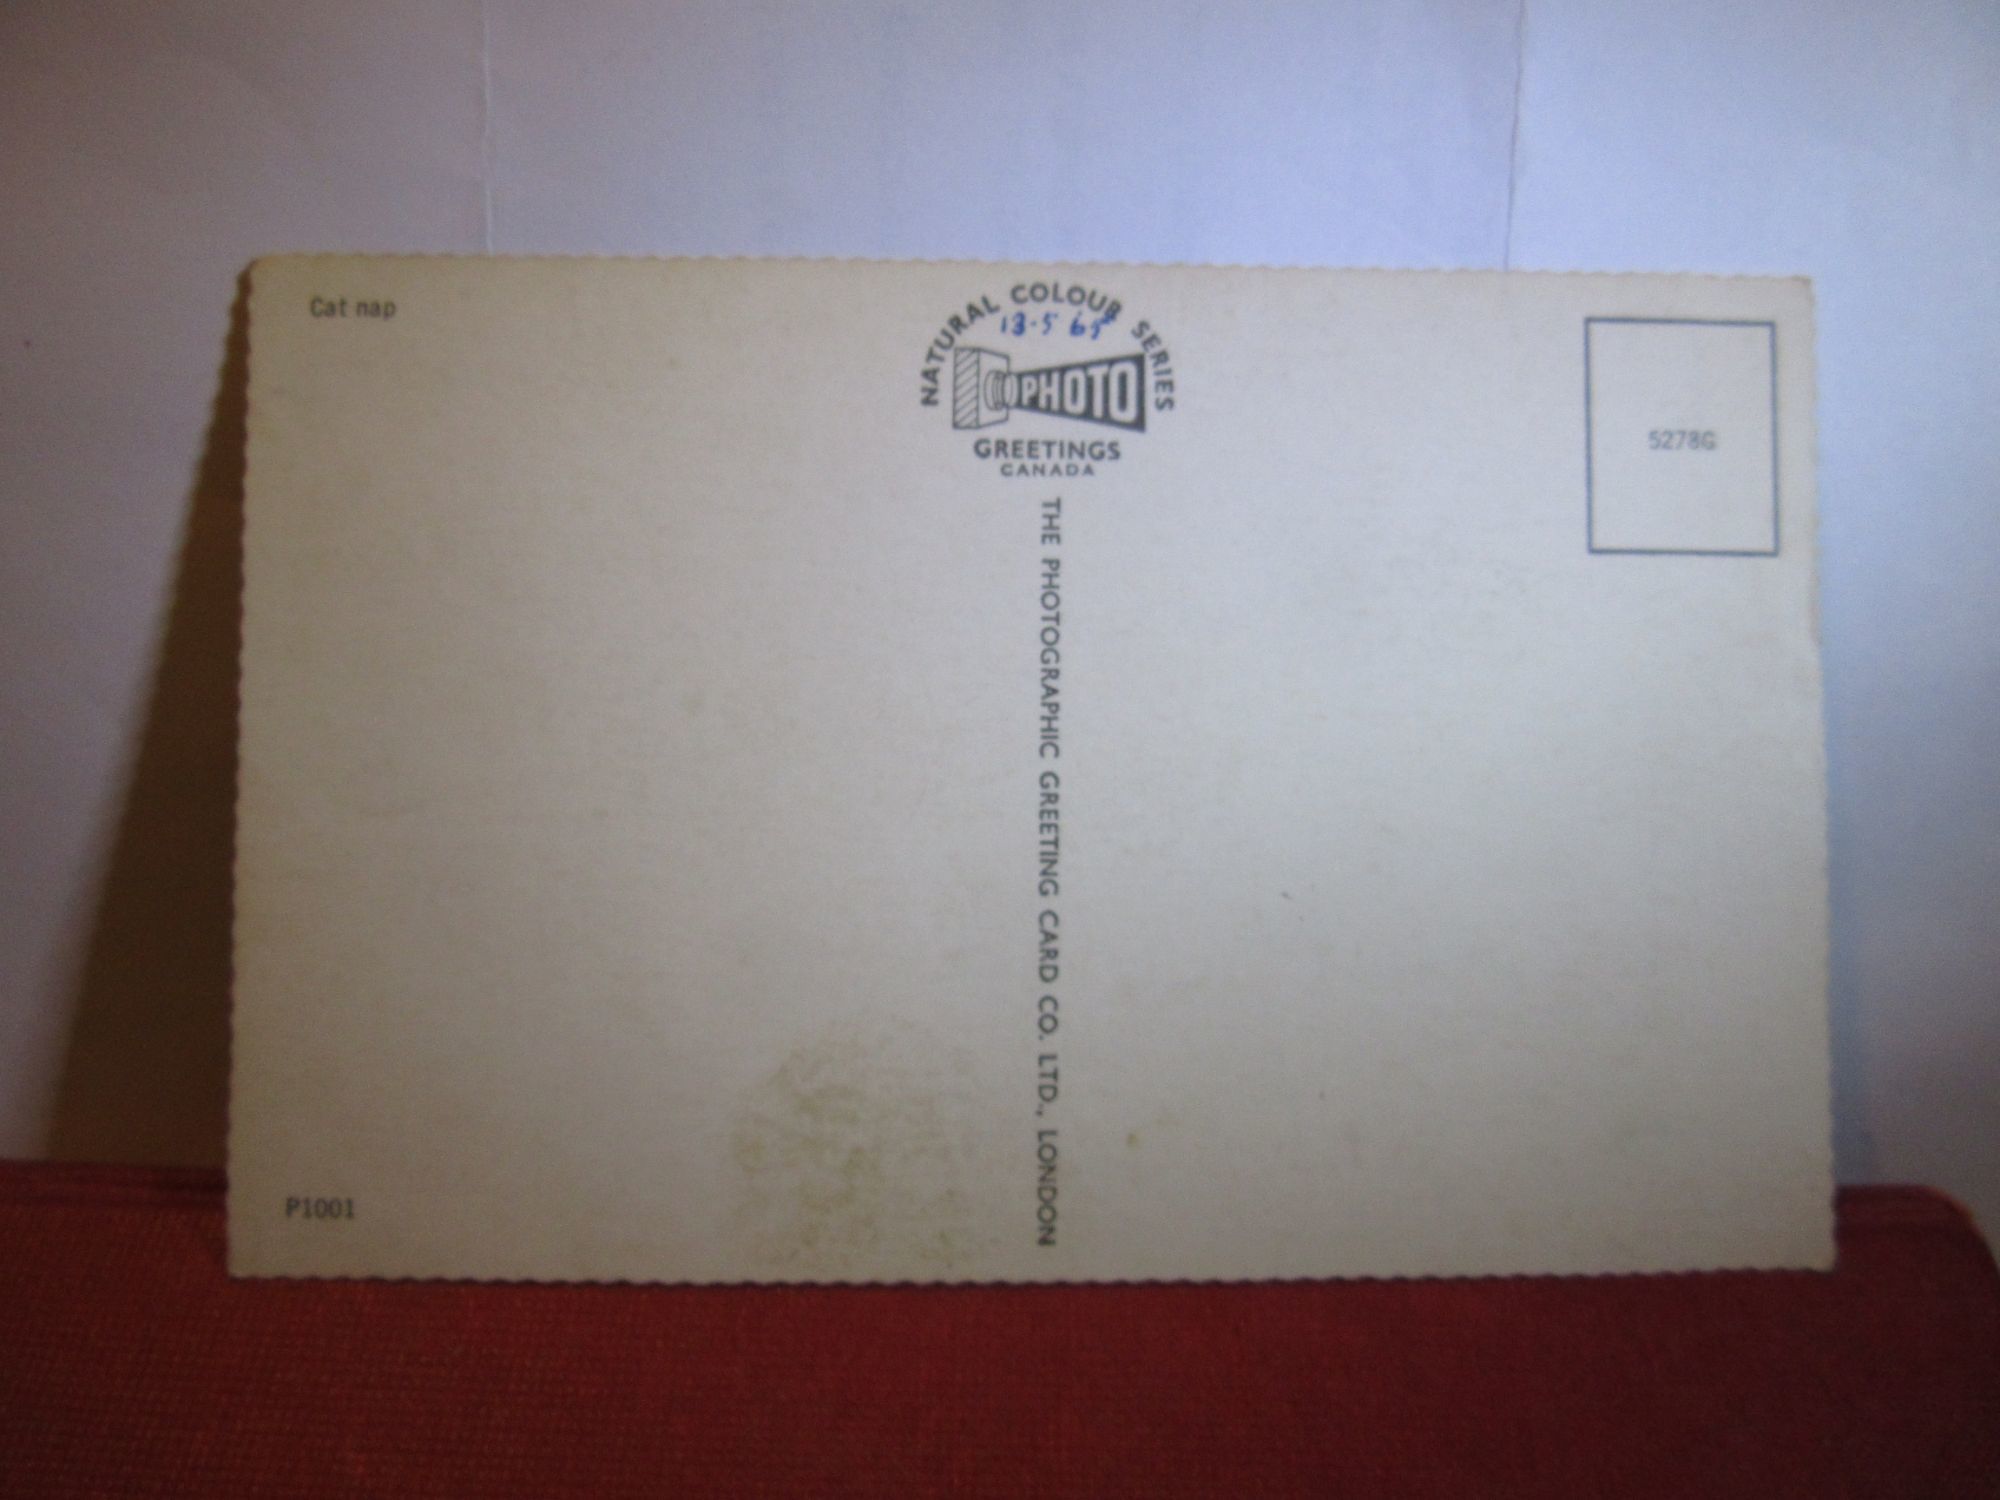 Cat nap
NATURAL COLOUR SERIES
13-5 65
PHOTO
GREETINGS
CANADA
5278G
THE PHOTOGRAPHIC GREETING CARD CO. LTD., LONDON
P1001